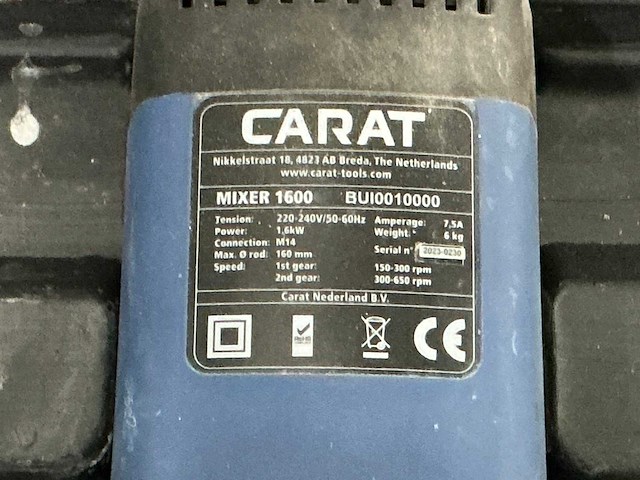 CARAT
Nikkelstraat 18, 4823 AB Breda, The Netherlands
www.carat-tools.com
MIXER 1600 BUI0010000
Tension: 220-240V/50-60Hz Amperage: 7,5A
Power: 1,6kW Weight: 6 kg
Connection: M14
Max. Ø rod: 160 mm Serial n° 2023-0230
Speed: 1st gear: 150-300 rpm
2nd gear: 300-650 rpm
Carat Nederland B.V.
RoHS
CE